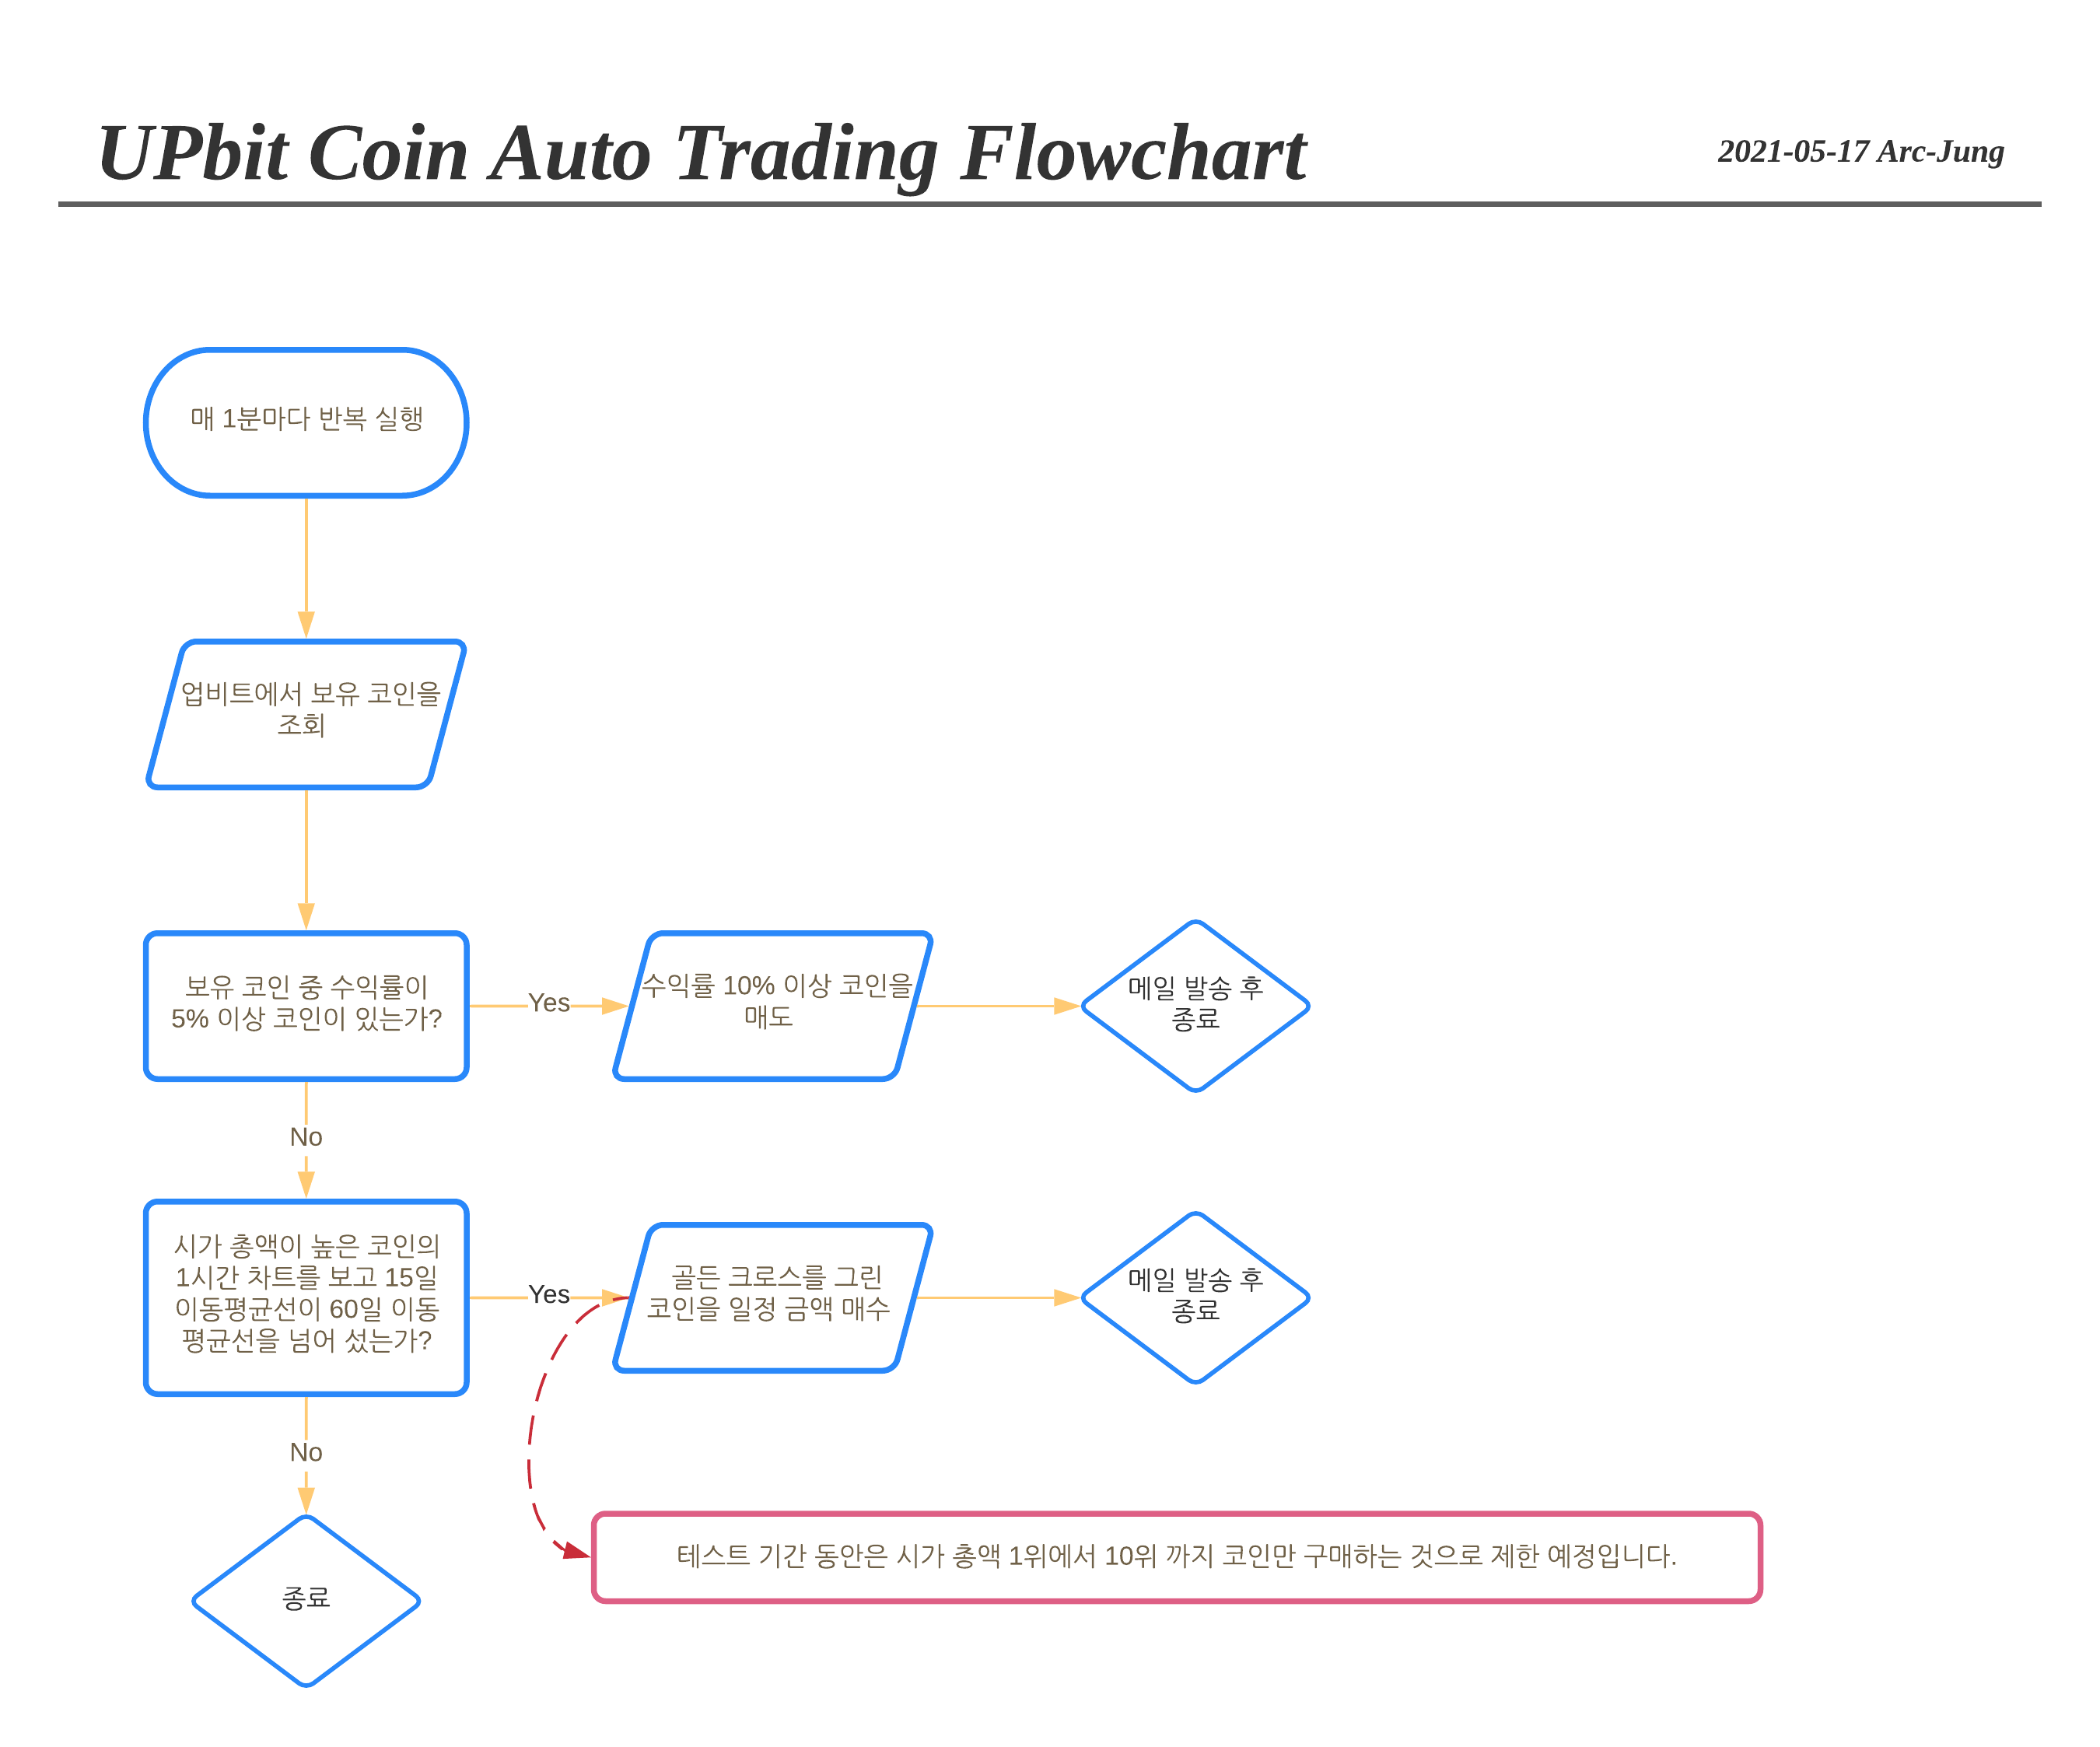 UPbit Coin Auto Trading Flowchart
2021-05-17 Arc-Jung
매 1분마다 반복 실행
업비트에서 보유 코인을
조회
보유 코인 중 수익률이
5% 이상 코인이 있는가?
Yes
수익률 10% 이상 코인을
매도
메일 발송 후
종료
No
시가 총액이 높은 코인의
1시간 차트를 보고 15일
이동평균선이 60일 이동
평균선을 넘어 섰는가?
Yes
골든 크로스를 그린
코인을 일정 금액 매수
메일 발송 후
종료
No
테스트 기간 동안은 시가 총액 1위에서 10위 까지 코인만 구매하는 것으로 제한 예정입니다.
종료